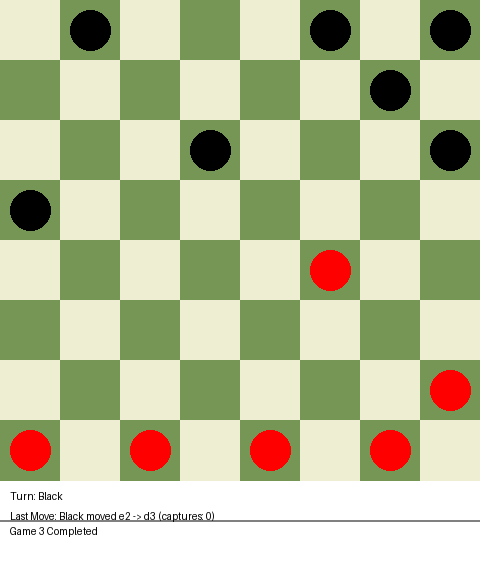 Turn: Black
Last Move: Black moved e2 -> d3 (captures: 0)
Game 3 Completed